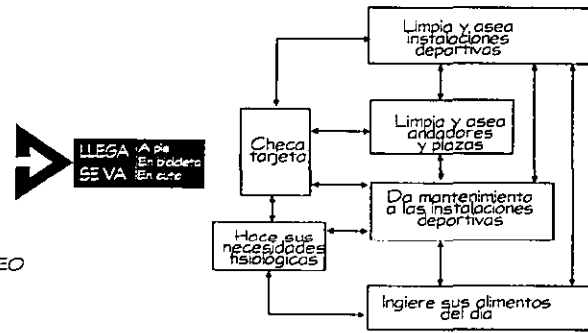 LLEGA
SE VA
A pie
En bicicleta
En auto
Checa
tarjeta
Hace sus
necesidades
fisiológicas
Limpia y asea
instalaciones
deportivas
Limpia y asea
andadores
y plazas
Da mantenimiento
a las instalaciones
deportivas
Ingiere sus alimentos
del día
EO